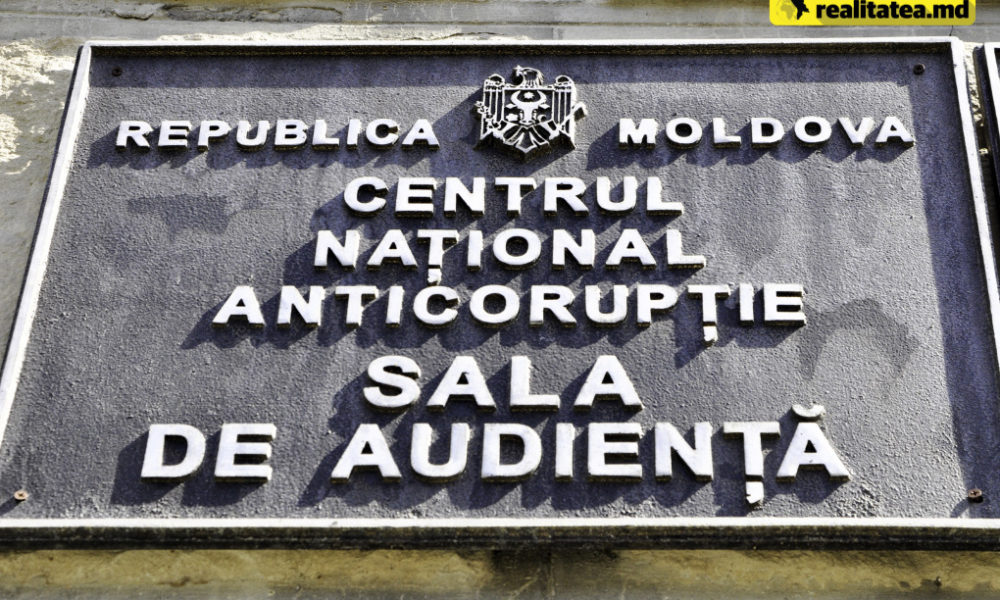 realitatea.md
REPUBLICA MOLDOVA
CENTRUL
NAȚIONAL
ANTICORUPȚIE
SALA
DE AUDIENȚĂ